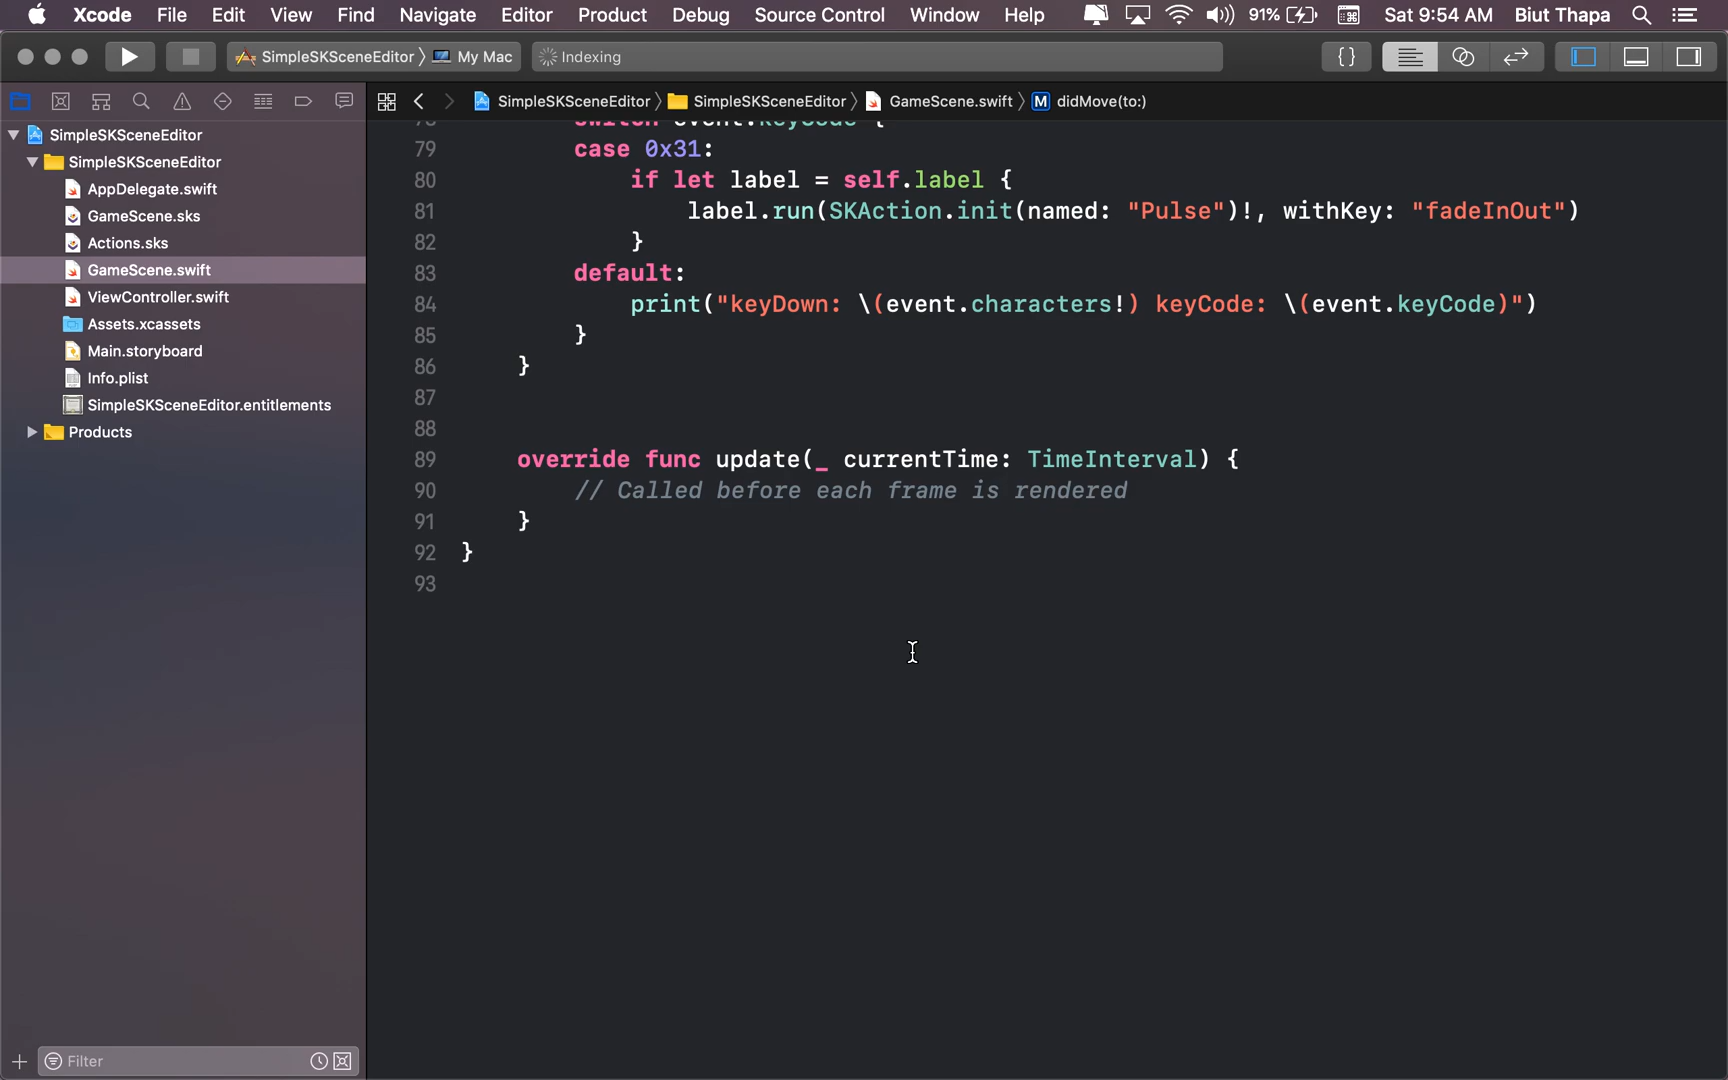 Xcode File Edit View Find Navigate Editor Product Debug Source Control Window Help 91% Sat 9:54 AM Biut Thapa
SimpleSKSceneEditor My Mac Indexing {}
SimpleSKSceneEditor SimpleSKSceneEditor GameScene.swift M didMove(to:)
SimpleSKSceneEditor
SimpleSKSceneEditor
AppDelegate.swift
GameScene.sks
Actions.sks
GameScene.swift
ViewController.swift
Assets.xcassets
Main.storyboard
Info.plist
SimpleSKSceneEditor.entitlements
Products
Filter
78 switch event.keyCode {
79 case 0x31:
80 if let label = self.label {
81 label.run(SKAction.init(named: "Pulse")!, withKey: "fadeInOut")
82 }
83 default:
84 print("keyDown: \(event.characters!) keyCode: \(event.keyCode)")
85 }
86 }
87
88
89 override func update(_ currentTime: TimeInterval) {
90 // Called before each frame is rendered
91 }
92 }
93